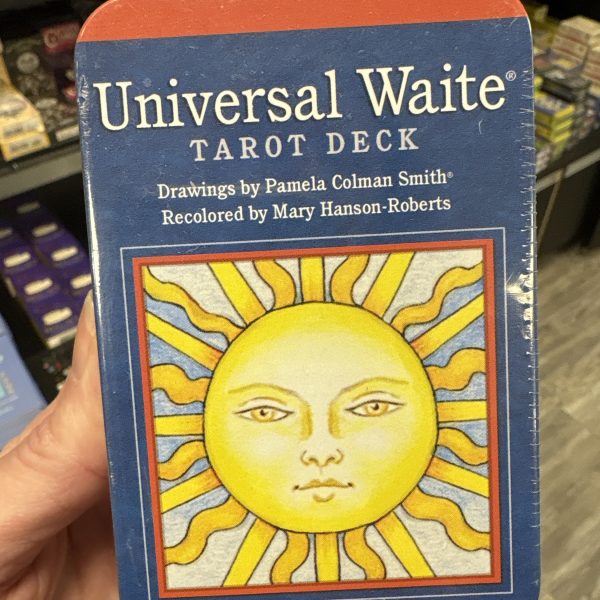 Universal Waite®
TAROT DECK
Drawings by Pamela Colman Smith®
Recolored by Mary Hanson-Roberts